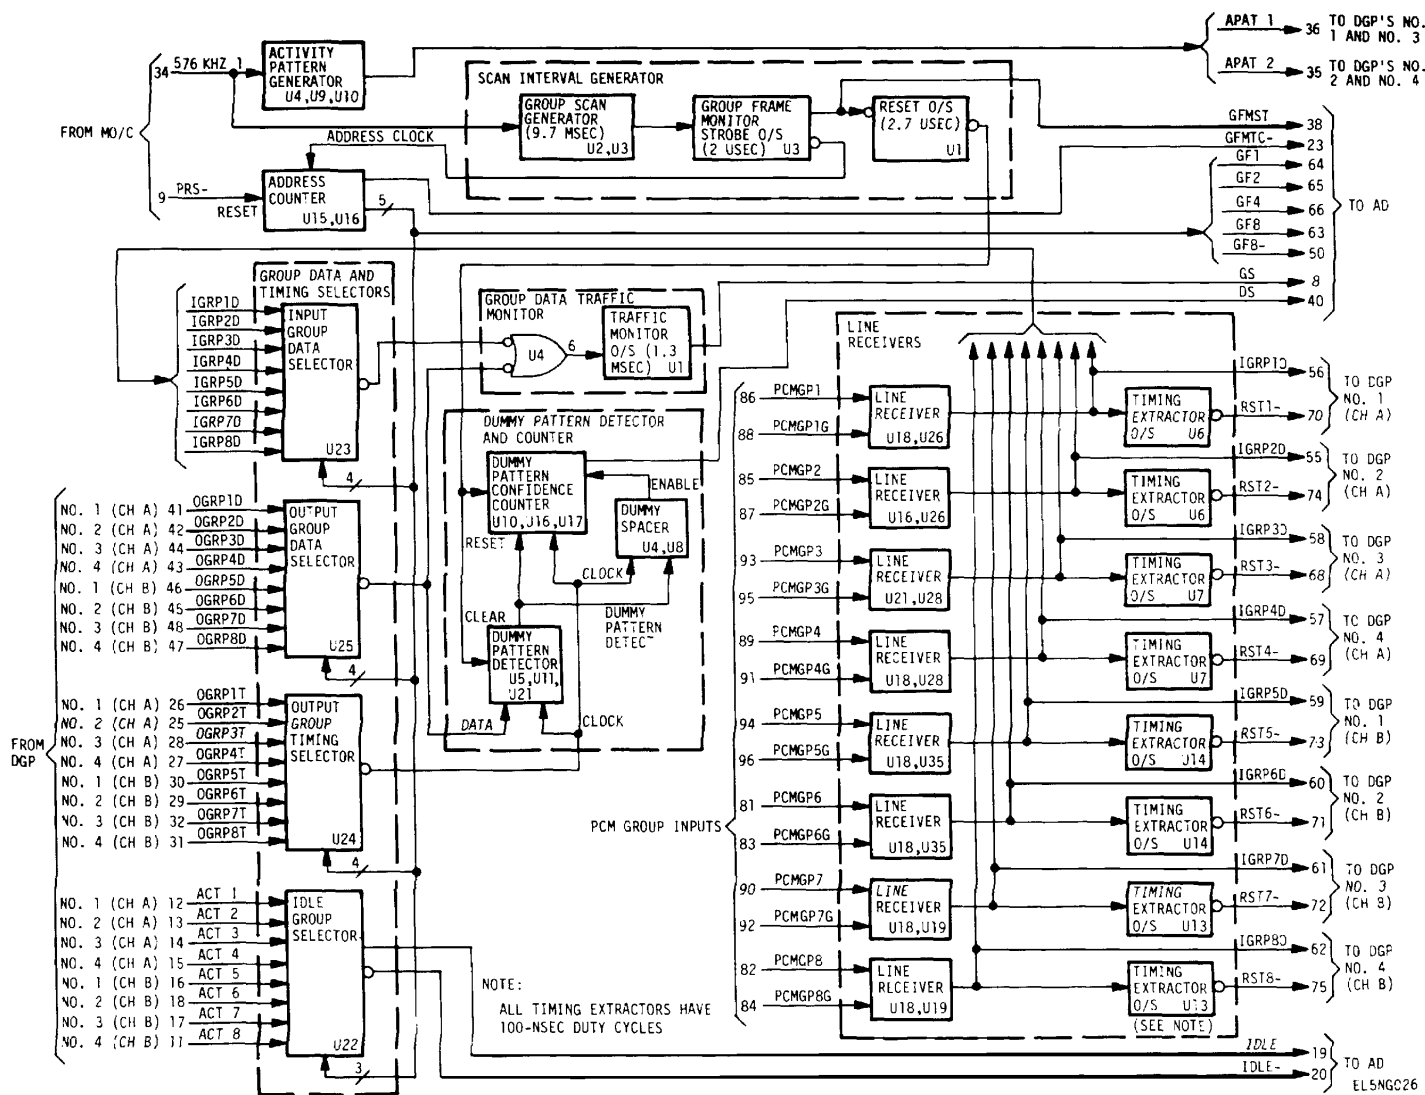 34 576 KHZ 1
FROM MO/C
9 PRS-
RESET
ACTIVITY
PATTERN
GENERATOR
U4,U9,U10
ADDRESS CLOCK
ADDRESS
COUNTER
U15,U16
5
SCAN INTERVAL GENERATOR
GROUP SCAN
GENERATOR
(9.7 MSEC)
U2,U3
GROUP FRAME
MONITOR
STROBE O/S
(2 USEC) U3
RESET O/S
(2.7 USEC)
U1
APAT 1 36 TO DGP'S NO.
1 AND NO. 3
APAT 2 35 TO DGP'S NO.
2 AND NO. 4
GFMST 38
GFMTC- 23
GF1 64
GF2 65
GF4 66
GF8 63
GF8- 50
GS 8
DS 40
TO AD
GROUP DATA AND
TIMING SELECTORS
IGRP1D
IGRP2D
IGRP3D
IGRP4D
IGRP5D
IGRP6D
IGRP7D
IGRP8D
INPUT
GROUP
DATA
SELECTOR
U23
4
FROM
DGP
NO. 1 (CH A) 41 OGRP1D
NO. 2 (CH A) 42 OGRP2D
NO. 3 (CH A) 44 OGRP3D
NO. 4 (CH A) 43 OGRP4D
NO. 1 (CH B) 46 OGRP5D
NO. 2 (CH B) 45 OGRP6D
NO. 3 (CH B) 48 OGRP7D
NO. 4 (CH B) 47 OGRP8D
OUTPUT
GROUP
DATA
SELECTOR
U25
4
NO. 1 (CH A) 26 OGRP1T
NO. 2 (CH A) 25 OGRP2T
NO. 3 (CH A) 28 OGRP3T
NO. 4 (CH A) 27 OGRP4T
NO. 1 (CH B) 30 OGRP5T
NO. 2 (CH B) 29 OGRP6T
NO. 3 (CH B) 32 OGRP7T
NO. 4 (CH B) 31 OGRP8T
OUTPUT
GROUP
TIMING
SELECTOR
U24
4
NO. 1 (CH A) 12 ACT 1
NO. 2 (CH A) 13 ACT 2
NO. 3 (CH A) 14 ACT 3
NO. 4 (CH A) 15 ACT 4
NO. 1 (CH B) 16 ACT 5
NO. 2 (CH B) 18 ACT 6
NO. 3 (CH B) 17 ACT 7
NO. 4 (CH B) 11 ACT 8
IDLE
GROUP
SELECTOR
U22
3
GROUP DATA TRAFFIC
MONITOR
U4
6
TRAFFIC
MONITOR
O/S (1.3
MSEC) U1
DUMMY PATTERN DETECTOR
AND COUNTER
DUMMY
PATTERN
CONFIDENCE
COUNTER
U10,U16,U17
ENABLE
DUMMY
SPACER
U4,U8
RESET
CLOCK
CLEAR
DUMMY
PATTERN
DETEC
DUMMY
PATTERN
DETECTOR
U5,U11,
U21
DATA
CLOCK
NOTE:
ALL TIMING EXTRACTORS HAVE
100-NSEC DUTY CYCLES
PCM GROUP INPUTS
LINE
RECEIVERS
86 PCMGP1
88 PCMGP1G
LINE
RECEIVER
U18,U26
TIMING
EXTRACTOR
O/S U6
IGRP1D 56
RST1- 70
TO DGP
NO. 1
(CH A)
85 PCMGP2
87 PCMGP2G
LINE
RECEIVER
U16,U26
TIMING
EXTRACTOR
O/S U6
IGRP2D 55
RST2- 74
TO DGP
NO. 2
(CH A)
93 PCMGP3
95 PCMGP3G
LINE
RECEIVER
U21,U28
TIMING
EXTRACTOR
O/S U7
IGRP3D 58
RST3- 68
TO DGP
NO. 3
(CH A)
89 PCMGP4
91 PCMGP4G
LINE
RECEIVER
U18,U28
TIMING
EXTRACTOR
O/S U7
IGRP4D 57
RST4- 69
TO DGP
NO. 4
(CH A)
94 PCMGP5
96 PCMGP5G
LINE
RECEIVER
U18,U35
TIMING
EXTRACTOR
O/S U14
IGRP5D 59
RST5- 73
TO DGP
NO. 1
(CH B)
81 PCMGP6
83 PCMGP6G
LINE
RECEIVER
U18,U35
TIMING
EXTRACTOR
O/S U14
IGRP6D 60
RST6- 71
TO DGP
NO. 2
(CH B)
90 PCMGP7
92 PCMGP7G
LINE
RECEIVER
U18,U19
TIMING
EXTRACTOR
O/S U13
IGRP7D 61
RST7- 72
TO DGP
NO. 3
(CH B)
82 PCMGP8
84 PCMGP8G
LINE
RECEIVER
U18,U19
TIMING
EXTRACTOR
O/S U13
(SEE NOTE)
IGRP8D 62
RST8- 75
TO DGP
NO. 4
(CH B)
IDLE 19
IDLE- 20
TO AD
EL5NGC26